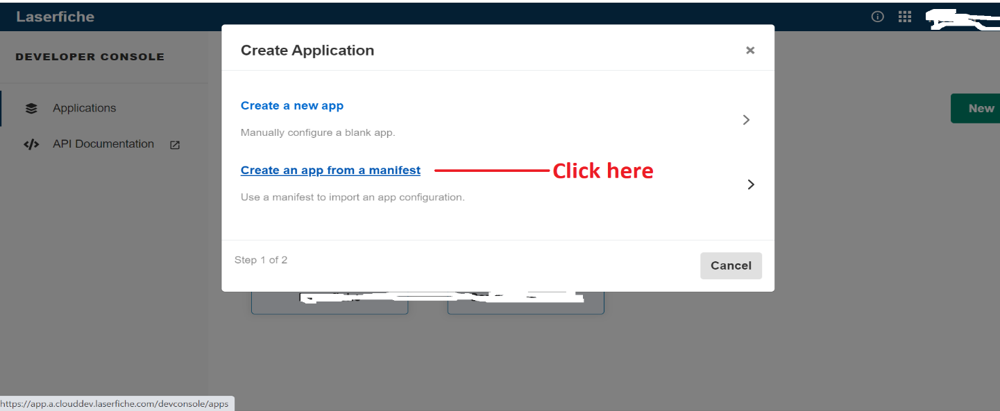 Laserfiche
DEVELOPER CONSOLE
Applications
API Documentation
Create Application
Create a new app
Manually configure a blank app.
Create an app from a manifest
Click here
Use a manifest to import an app configuration.
Step 1 of 2
Cancel
New
https://app.a.clouddev.laserfiche.com/devconsole/apps